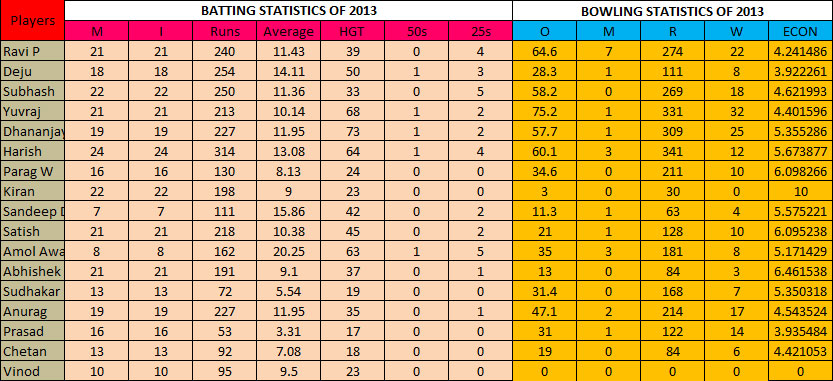 Players BATTING STATISTICS OF 2013 BOWLING STATISTICS OF 2013
M I Runs Average HGT 50s 25s O M R W ECON
Ravi P 21 21 240 11.43 39 0 4 64.6 7 274 22 4.241486
Deju 18 18 254 14.11 50 1 3 28.3 1 111 8 3.922261
Subhash 22 22 250 11.36 33 0 5 58.2 0 269 18 4.621993
Yuvraj 21 21 213 10.14 68 1 2 75.2 1 331 32 4.401596
Dhananjay 19 19 227 11.95 73 1 2 57.7 1 309 25 5.355286
Harish 24 24 314 13.08 64 1 4 60.1 3 341 12 5.673877
Parag W 16 16 130 8.13 24 0 0 34.6 0 211 10 6.098266
Kiran 22 22 198 9 23 0 0 3 0 30 0 10
Sandeep D 7 7 111 15.86 42 0 2 11.3 1 63 4 5.575221
Satish 21 21 218 10.38 45 0 2 21 1 128 10 6.095238
Amol Awa 8 8 162 20.25 63 1 5 35 3 181 8 5.171429
Abhishek 21 21 191 9.1 37 0 1 13 0 84 3 6.461538
Sudhakar 13 13 72 5.54 19 0 0 31.4 0 168 7 5.350318
Anurag 19 19 227 11.95 35 0 1 47.1 2 214 17 4.543524
Prasad 16 16 53 3.31 17 0 0 31 1 122 14 3.935484
Chetan 13 13 92 7.08 18 0 0 19 0 84 6 4.421053
Vinod 10 10 95 9.5 23 0 0 0 0 0 0 0